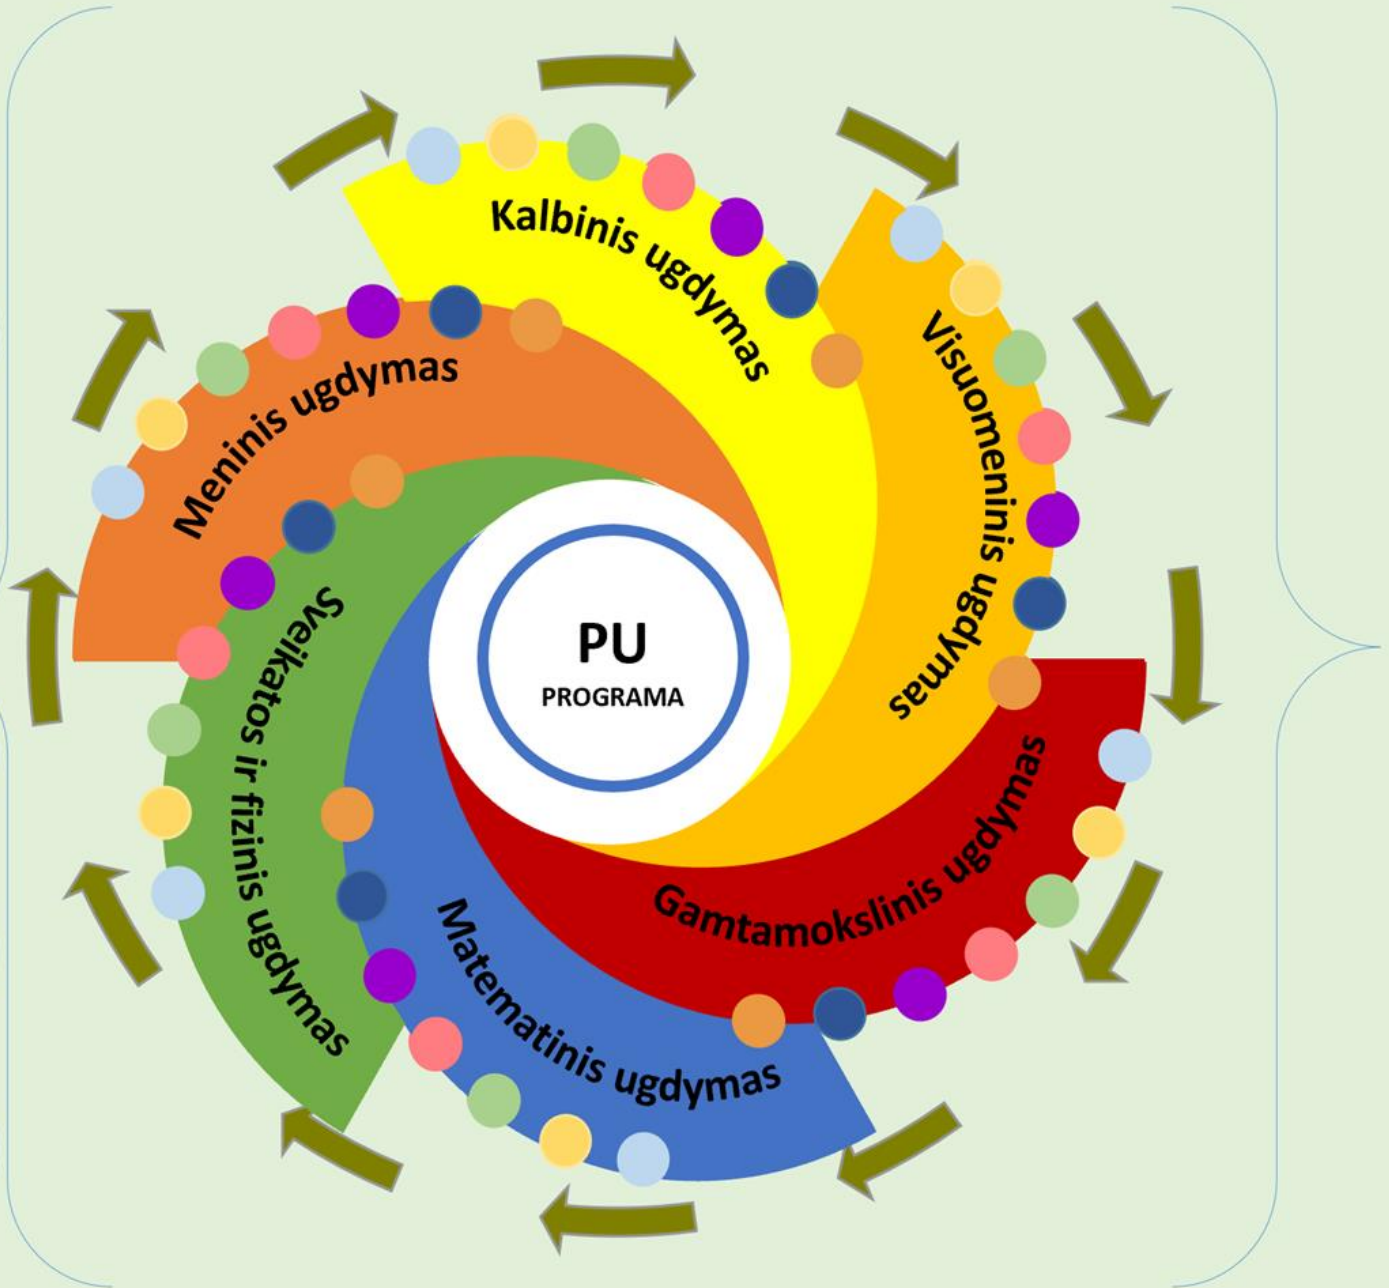 Kalbinis ugdymas
Visuomeninis ugdymas
Gamtamokslinis ugdymas
Matematinis ugdymas
Sveikatos ir fizinis ugdymas
Meninis ugdymas
PU
PROGRAMA